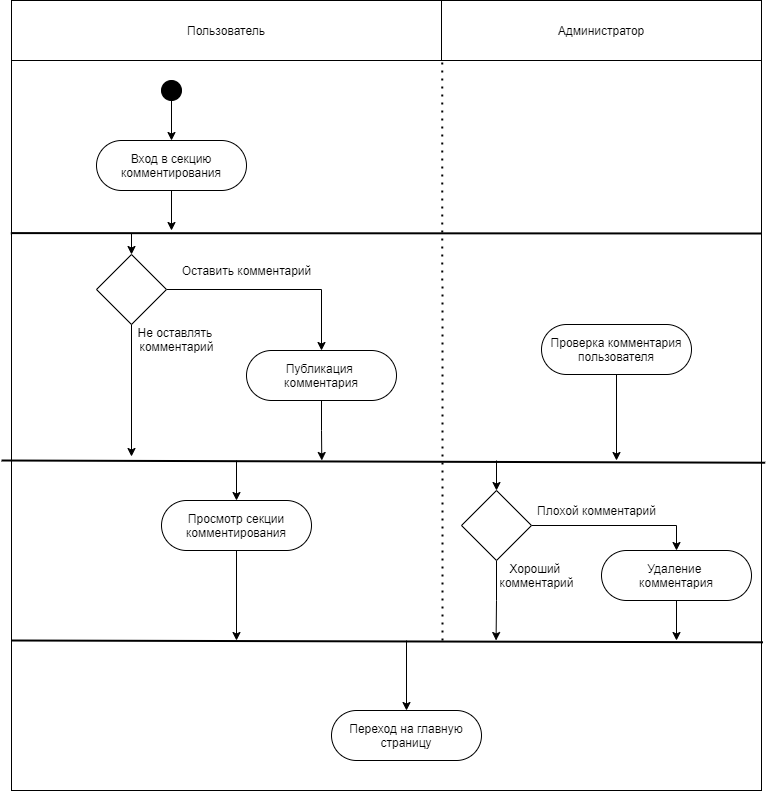 Пользователь
Администратор
Вход в секцию
комментирования
Оставить комментарий
Не оставлять
комментарий
Публикация
комментария
Проверка комментария
пользователя
Просмотр секции
комментирования
Плохой комментарий
Хороший
комментарий
Удаление
комментария
Переход на главную
страницу